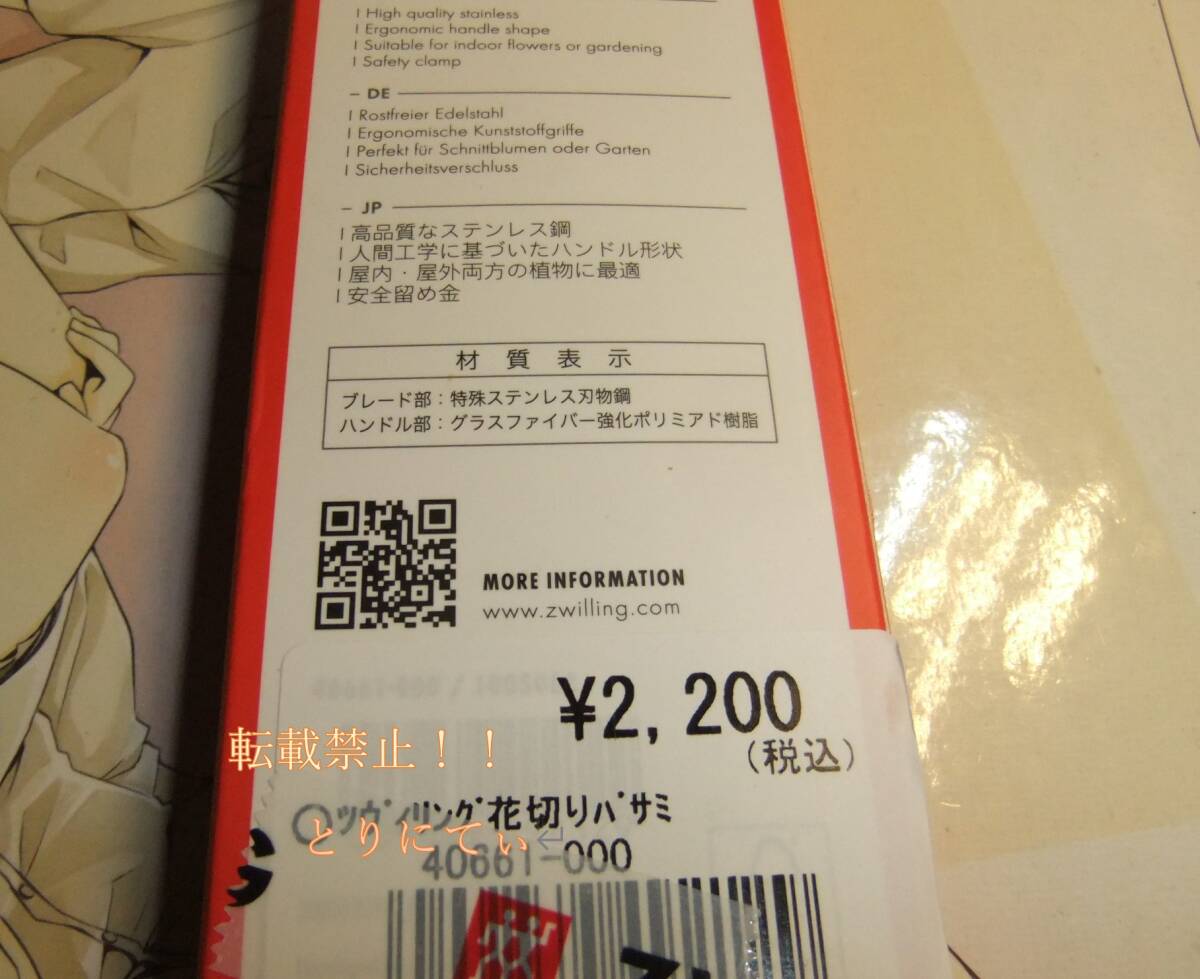 I High quality stainless
I Ergonomic handle shape
I Suitable for indoor flowers or gardening
I Safety clamp
– DE
I Rostfreier Edelstahl
I Ergonomische Kunststoffgriffe
I Perfekt für Schnittblumen oder Garten
I Sicherheitsverschluss
– JP
I 高品質なステンレス鋼
I 人間工学に基づいたハンドル形状
I 屋内・屋外両方の植物に最適
I 安全留め金
材質表示
ブレード部：特殊ステンレス刃物鋼
ハンドル部：グラスファイバー強化ポリミアド樹脂
MORE INFORMATION
www.zwilling.com
¥2,200
(税込)
転載禁止！！
○ﾂｳﾞｨﾘﾝｸﾞ花切りﾊﾞｻﾐ
とりにてぃ
40661-000